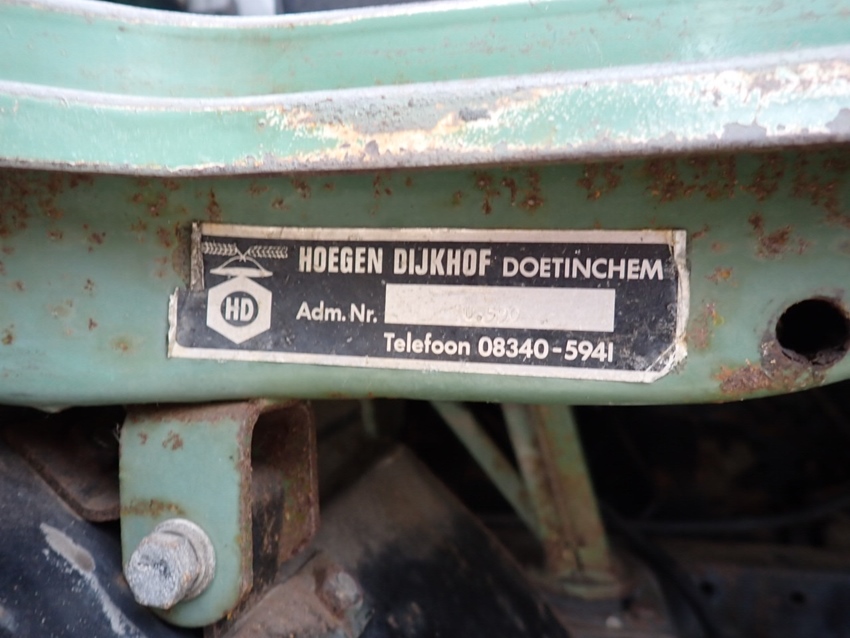 HOEGEN DIJKHOF DOETINCHEM
HD
Adm. Nr.
Telefoon 08340-5941